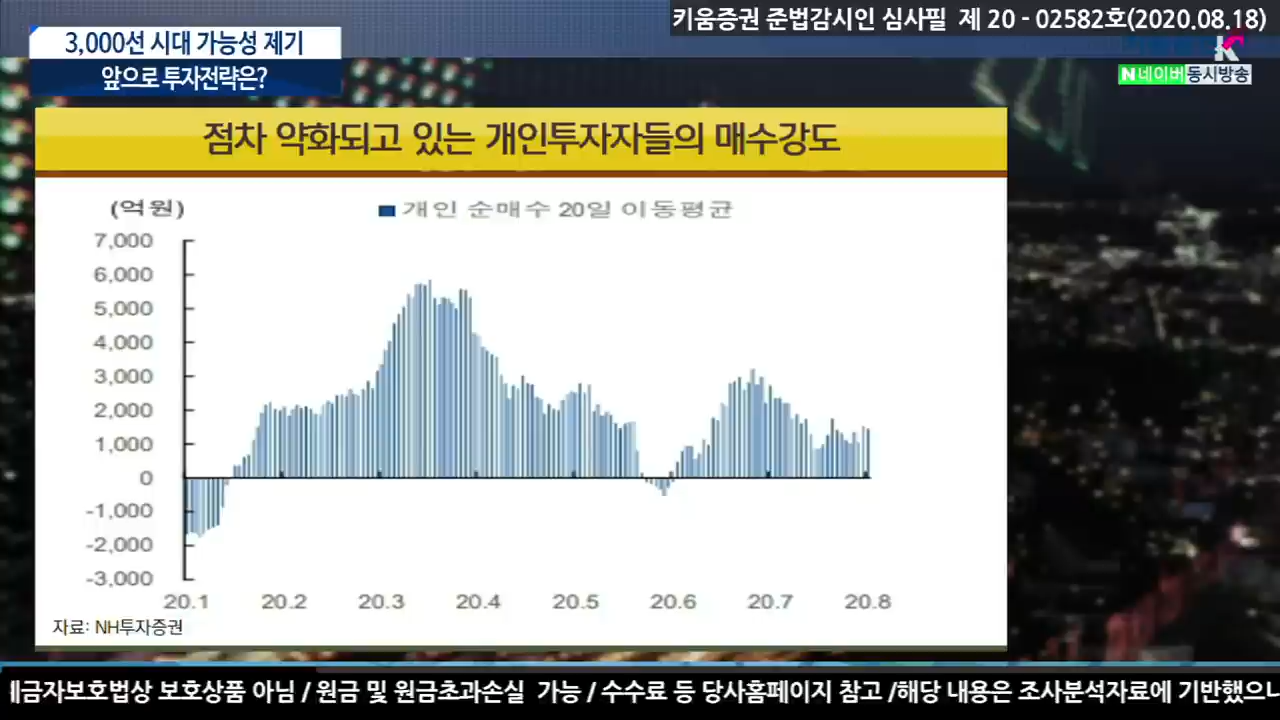 키움증권 준법감시인 심사필 제 20 - 02582호(2020.08.18)
3,000선 시대 가능성 제기
앞으로 투자전략은?
K
N 네이버 동시방송
점차 약화되고 있는 개인투자자들의 매수강도
(억원)
개인 순매수 20일 이동평균
7,000
6,000
5,000
4,000
3,000
2,000
1,000
0
-1,000
-2,000
-3,000
20.1 20.2 20.3 20.4 20.5 20.6 20.7 20.8
자료: NH투자증권
금자보호법상 보호상품 아님 / 원금 및 원금초과손실 가능 / 수수료 등 당사홈페이지 참고 /해당 내용은 조사분석자료에 기반했으